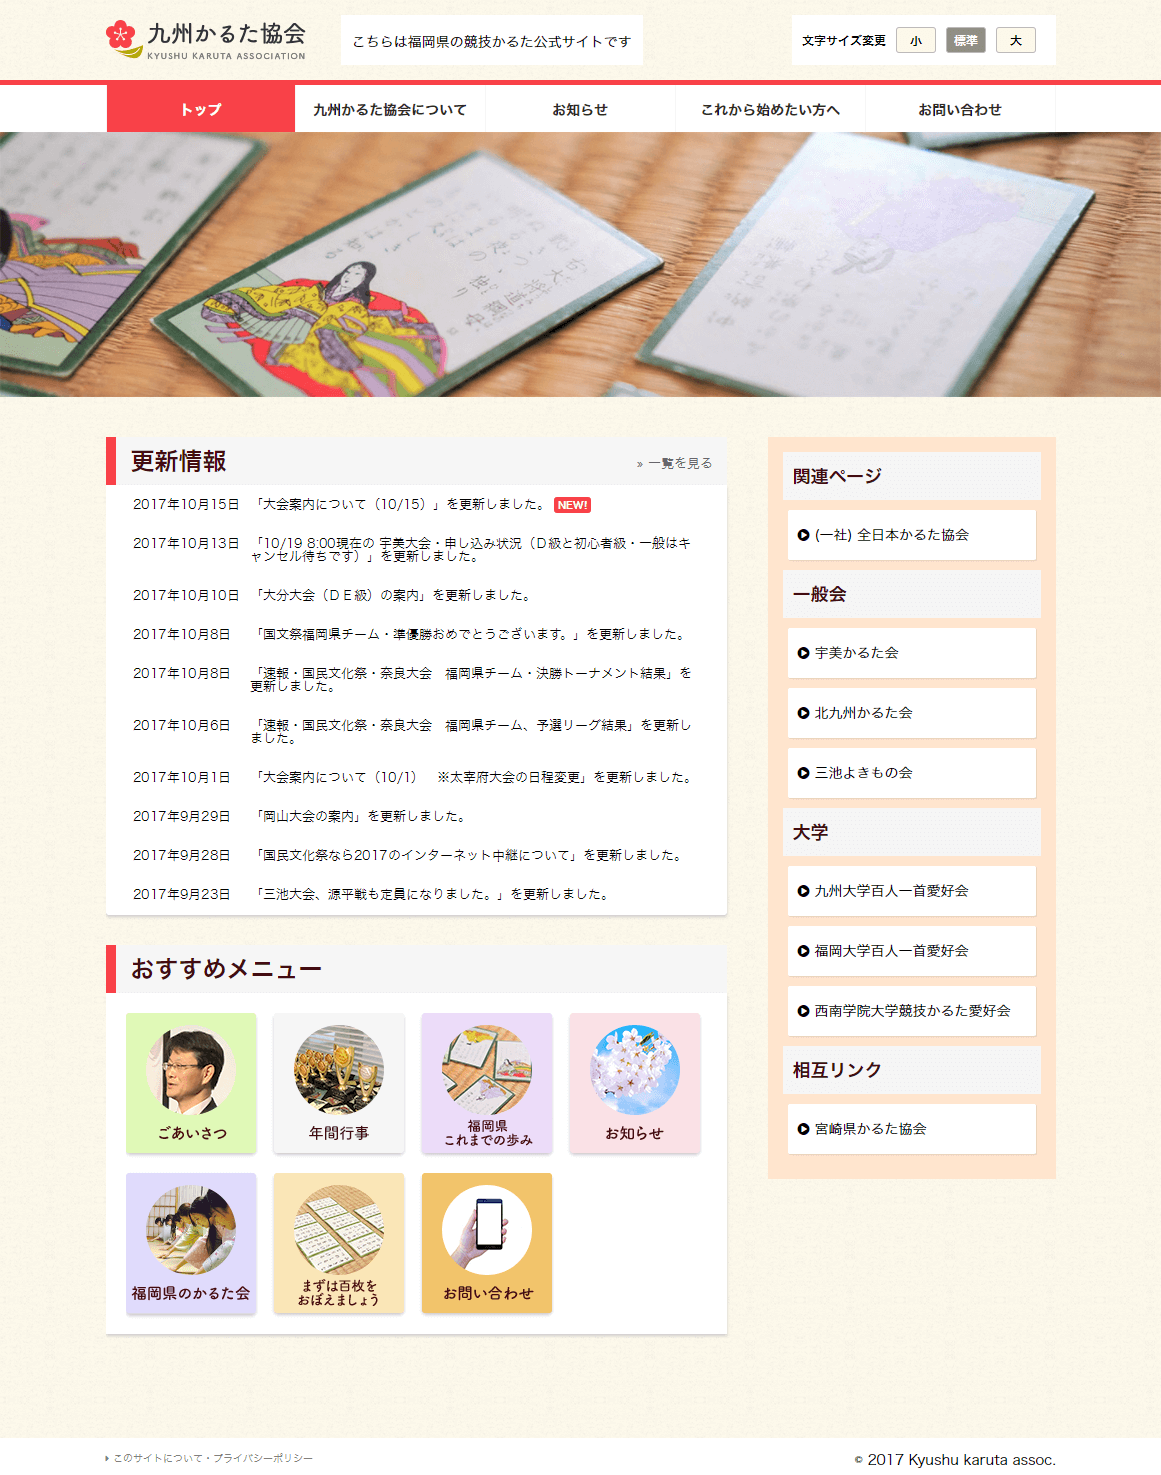 九州かるた協会
KYUSHU KARUTA ASSOCIATION
こちらは福岡県の競技かるた公式サイトです
文字サイズ変更 小 標準 大
トップ 九州かるた協会について お知らせ これから始めたい方へ お問い合わせ
更新情報
» 一覧を見る
2017年10月15日 「大会案内について（10/15）」を更新しました。 NEW!
2017年10月13日 「10/19 8:00現在の 宇美大会・申し込み状況（Ｄ級と初心者級・一般はキ
ャンセル待ちです）」を更新しました。
2017年10月10日 「大分大会（ＤＥ級）の案内」を更新しました。
2017年10月8日 「国文祭福岡県チーム・準優勝おめでとうございます。」を更新しました。
2017年10月8日 「速報・国民文化祭・奈良大会　福岡県チーム・決勝トーナメント結果」を
更新しました。
2017年10月6日 「速報・国民文化祭・奈良大会　福岡県チーム、予選リーグ結果」を更新し
ました。
2017年10月1日 「大会案内について（10/1）　※太宰府大会の日程変更」を更新しました。
2017年9月29日 「岡山大会の案内」を更新しました。
2017年9月28日 「国民文化祭なら2017のインターネット中継について」を更新しました。
2017年9月23日 「三池大会、源平戦も定員になりました。」を更新しました。
おすすめメニュー
ごあいさつ
年間行事
福岡県
これまでの歩み
お知らせ
福岡県のかるた会
まずは百枚を
おぼえましょう
お問い合わせ
関連ページ
(一社) 全日本かるた協会
一般会
宇美かるた会
北九州かるた会
三池よきもの会
大学
九州大学百人一首愛好会
福岡大学百人一首愛好会
西南学院大学競技かるた愛好会
相互リンク
宮崎県かるた協会
このサイトについて・プライバシーポリシー
© 2017 Kyushu karuta assoc.